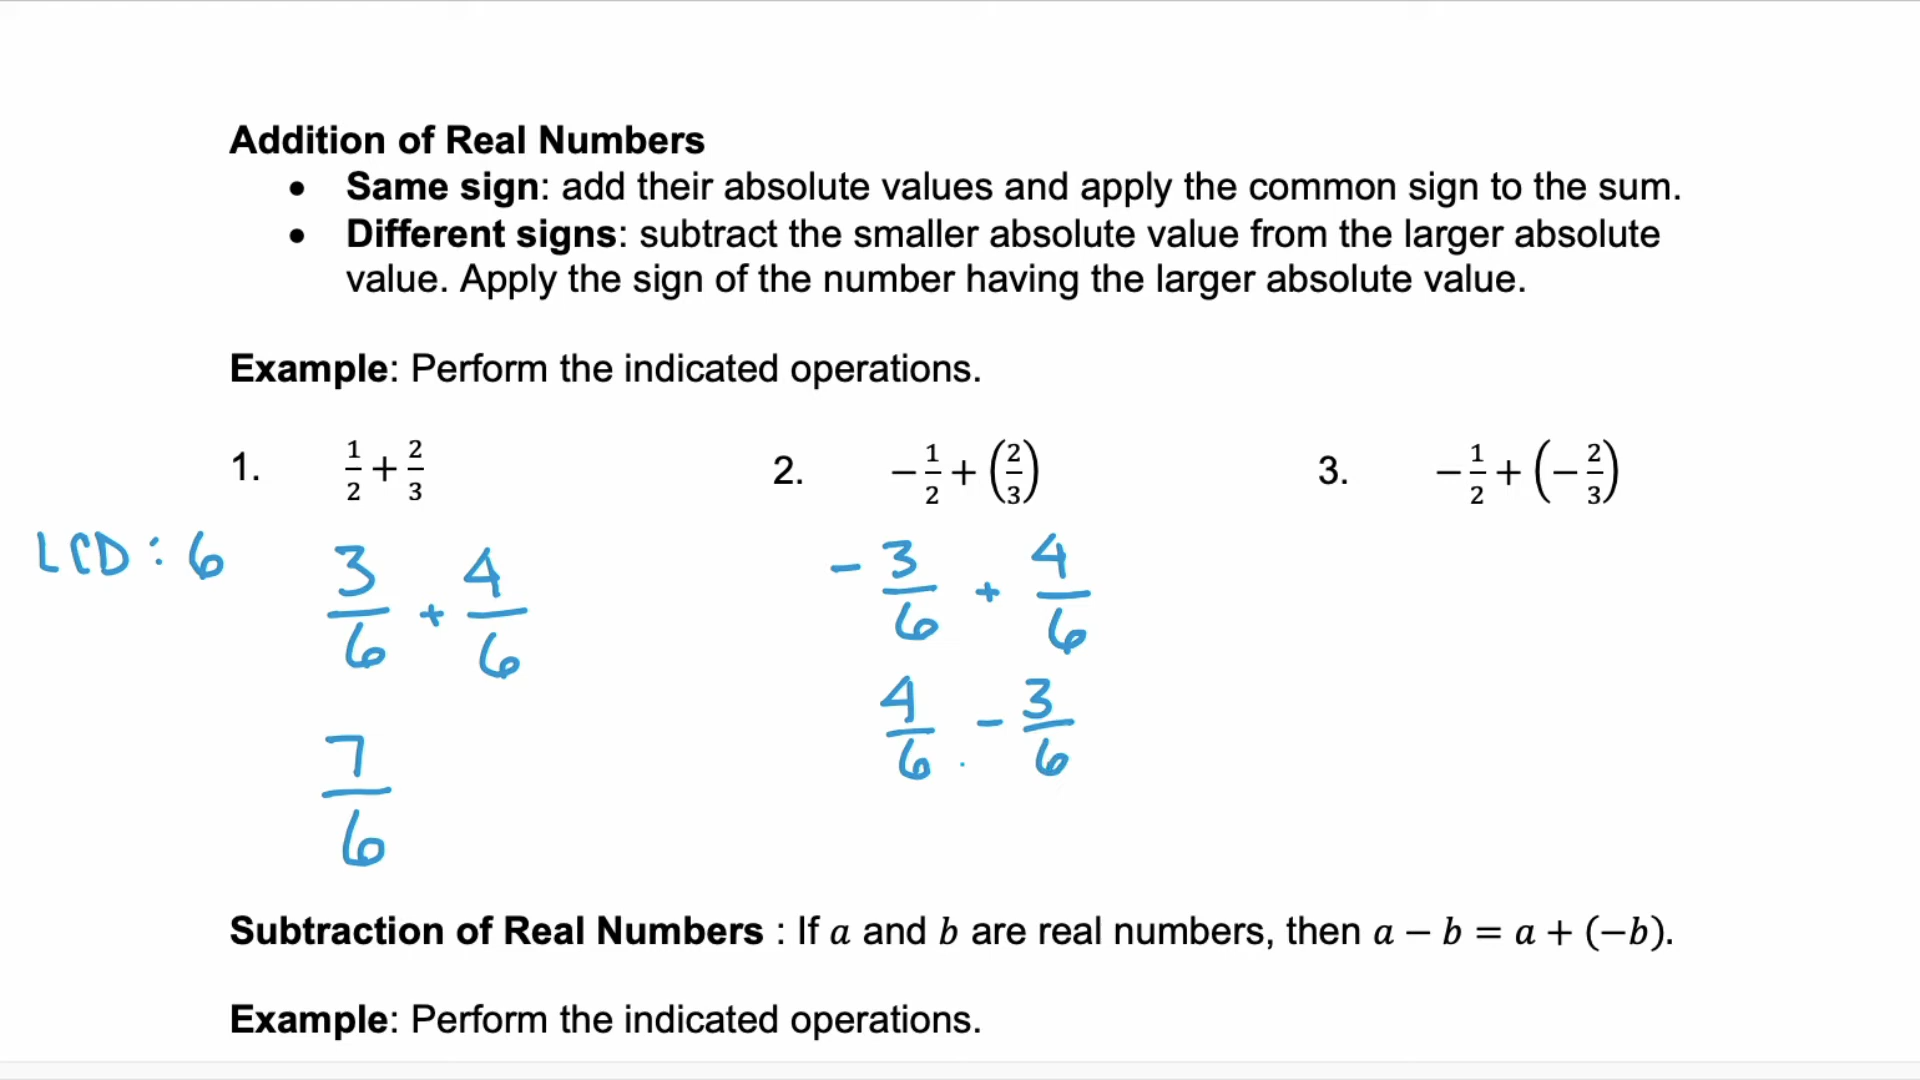 Addition of Real Numbers
• Same sign: add their absolute values and apply the common sign to the sum.
• Different signs: subtract the smaller absolute value from the larger absolute
value. Apply the sign of the number having the larger absolute value.
Example: Perform the indicated operations.
1. 1/2 + 2/3 2. −1/2 + (2/3) 3. −1/2 + (−2/3)
LCD: 6 3/6 + 4/6 - 3/6 + 4/6
4/6 - 3/6
7/6
Subtraction of Real Numbers : If a and b are real numbers, then a − b = a + (−b).
Example: Perform the indicated operations.